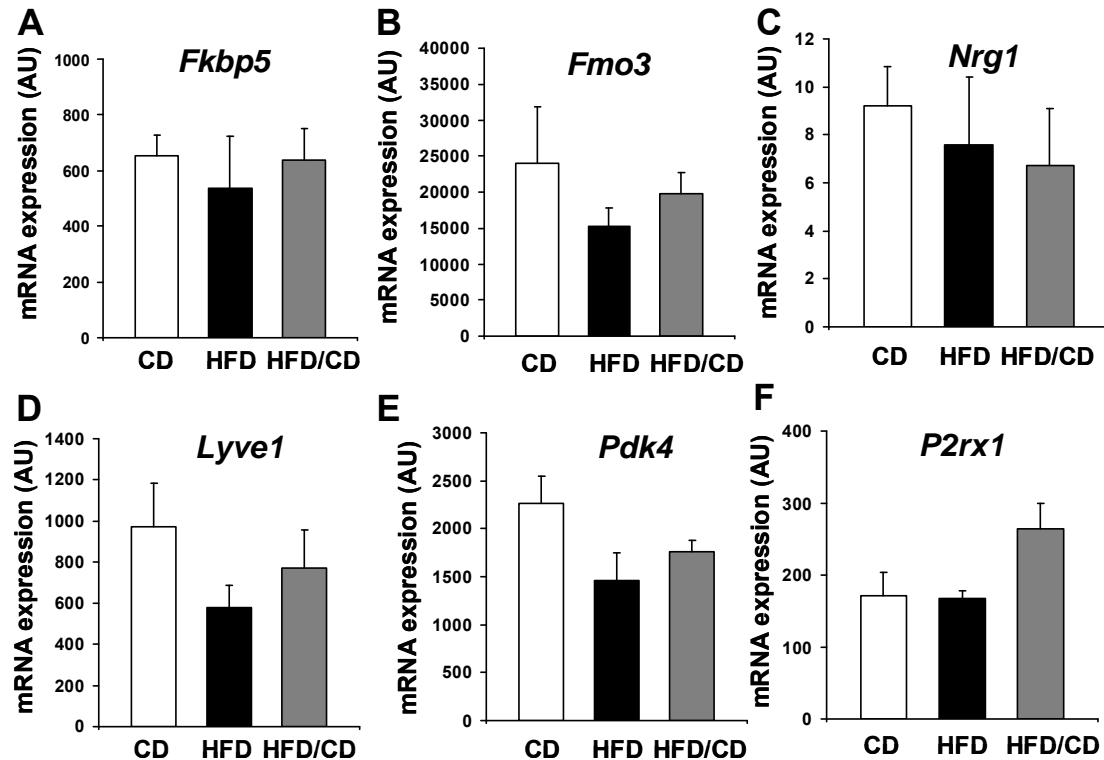 A
Fkbp5
mRNA expression (AU)
1000
800
600
400
200
0
CD HFD HFD/CD
B
Fmo3
mRNA expression (AU)
40000
35000
30000
25000
20000
15000
10000
5000
0
CD HFD HFD/CD
C
Nrg1
mRNA expression (AU)
12
10
8
6
4
2
0
CD HFD HFD/CD
D
Lyve1
mRNA expression (AU)
1400
1200
1000
800
600
400
200
0
CD HFD HFD/CD
E
Pdk4
mRNA expression (AU)
3000
2500
2000
1500
1000
500
0
CD HFD HFD/CD
F
P2rx1
mRNA expression (AU)
400
300
200
100
0
CD HFD HFD/CD